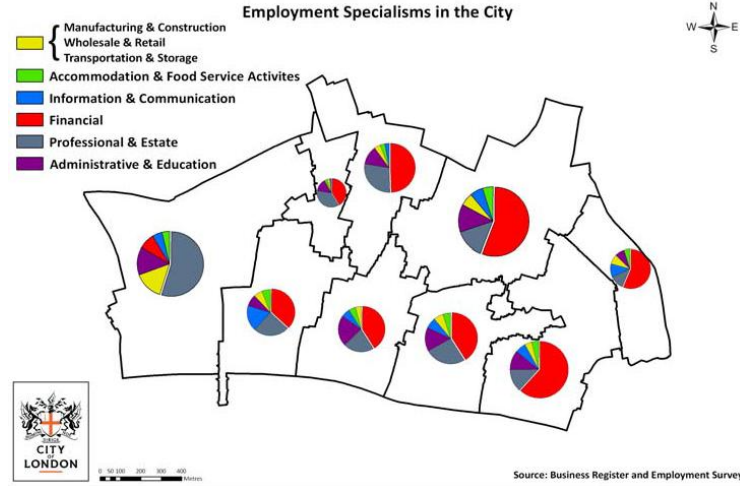 Employment Specialisms in the City
N
W E
S
Manufacturing & Construction
Wholesale & Retail
Transportation & Storage
Accommodation & Food Service Activites
Information & Communication
Financial
Professional & Estate
Administrative & Education
CITY
OF
LONDON
0 50 100 200 300 400
Metres
Source: Business Register and Employment Survey